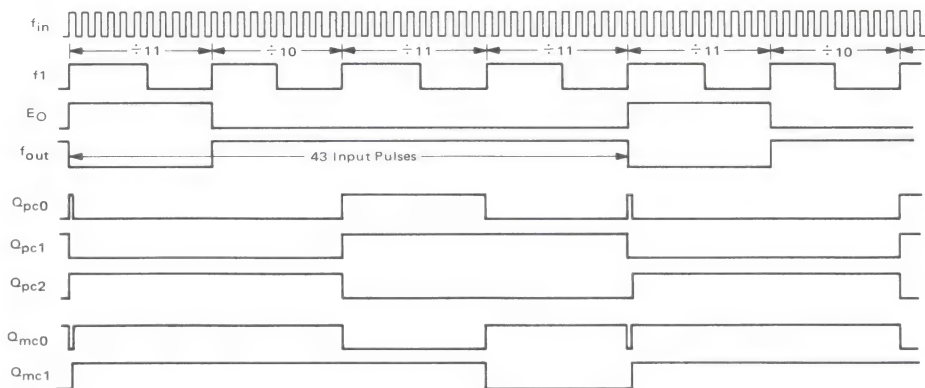 fin
÷11 ÷10 ÷11 ÷11 ÷11 ÷10
f1
EO
fout
43 Input Pulses
Qpc0
Qpc1
Qpc2
Qmc0
Qmc1